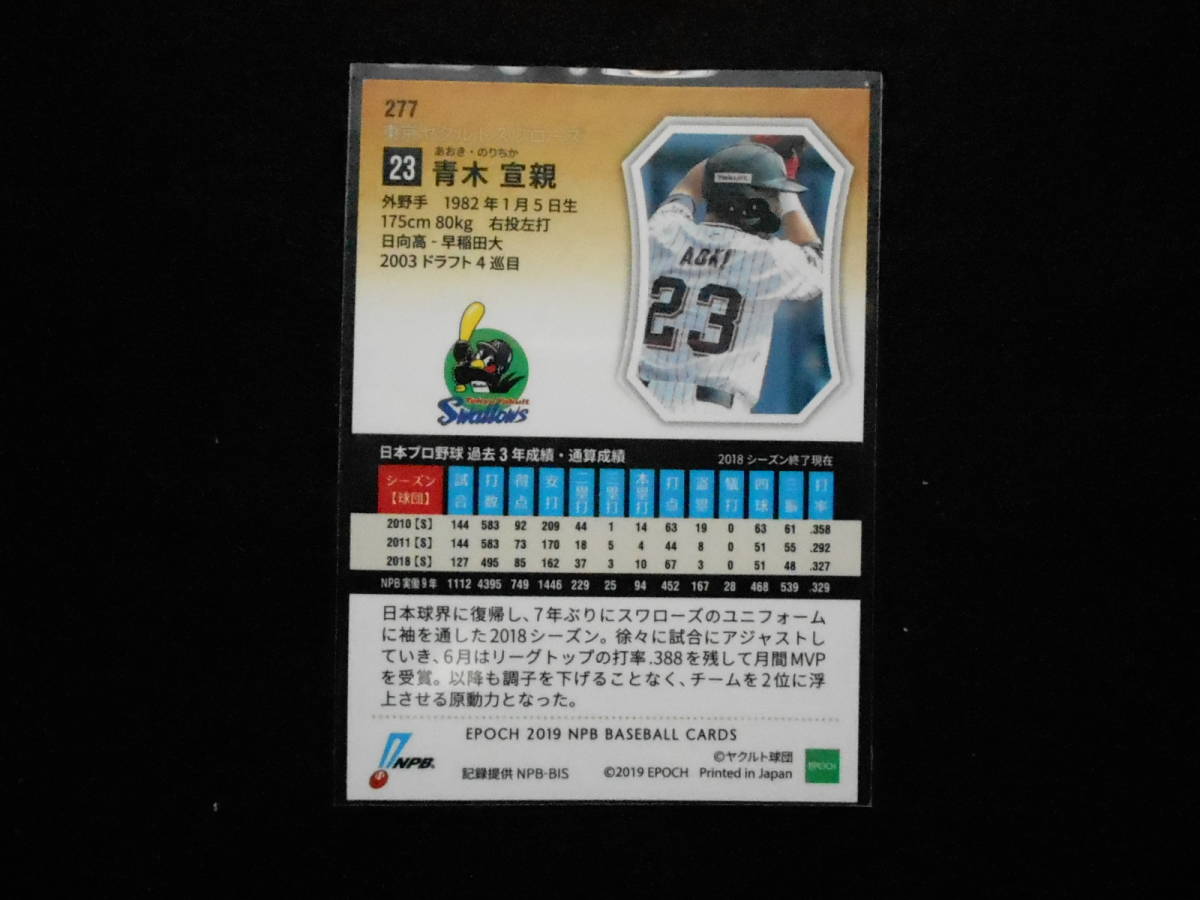 277
東京ヤクルトスワローズ
あおき・のりちか
23 青木 宣親
外野手 1982年1月5日生
175cm 80kg 右投左打
日向高 - 早稲田大
2003ドラフト4巡目
AOKI
23
Tokyo Yakult
Swallows
日本プロ野球 過去3年成績・通算成績 2018シーズン終了現在
シーズン【球団】 試合 打数 得点 安打 二塁打 三塁打 本塁打 打点 盗塁 犠打 四球 三振 打率
2010【S】 144 583 92 209 44 1 14 63 19 0 63 61 .358
2011【S】 144 583 73 170 18 5 4 44 8 0 51 55 .292
2018【S】 127 495 85 162 37 3 10 67 3 0 51 48 .327
NPB実働9年 1112 4395 749 1446 229 25 94 452 167 28 468 539 .329
日本球界に復帰し、7年ぶりにスワローズのユニフォーム
に袖を通した2018シーズン。徐々に試合にアジャストし
ていき、6月はリーグトップの打率.388を残して月間MVP
を受賞。以降も調子を下げることなく、チームを2位に浮
上させる原動力となった。
EPOCH 2019 NPB BASEBALL CARDS
NPB
©ヤクルト球団
記録提供 NPB-BIS ©2019 EPOCH Printed in Japan
EPOCH